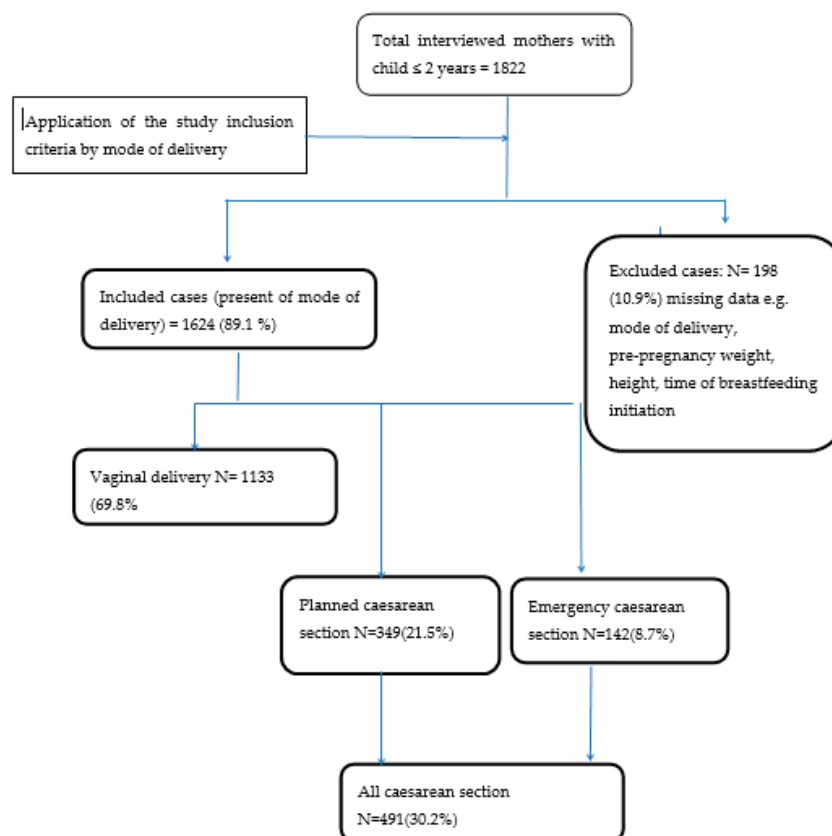 Total interviewed mothers with
child ≤ 2 years = 1822
Application of the study inclusion
criteria by mode of delivery
Included cases (present of mode of
delivery) = 1624 (89.1 %)
Excluded cases: N= 198
(10.9%) missing data e.g.
mode of delivery,
pre-pregnancy weight,
height, time of breastfeeding
initiation
Vaginal delivery N= 1133
(69.8%
Planned caesarean
section N=349(21.5%)
Emergency caesarean
section N=142(8.7%)
All caesarean section
N=491(30.2%)